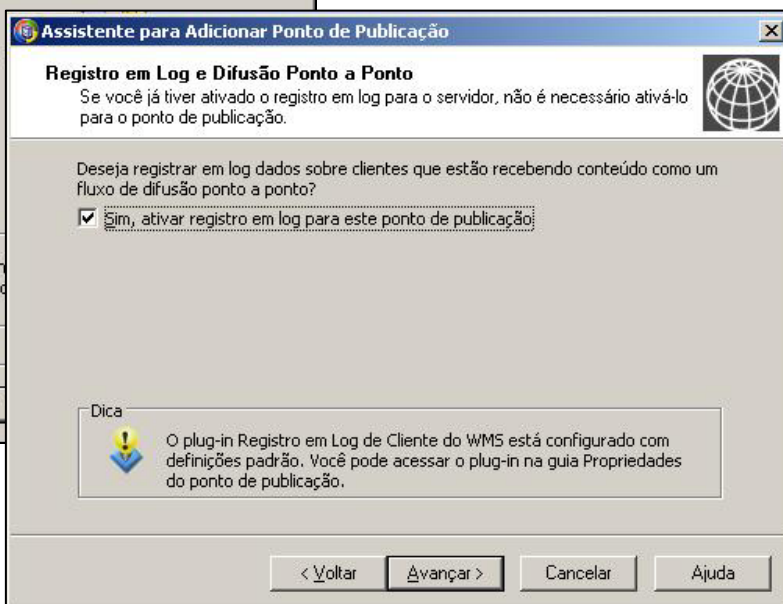 Assistente para Adicionar Ponto de Publicação
Registro em Log e Difusão Ponto a Ponto
Se você já tiver ativado o registro em log para o servidor, não é necessário ativá-lo
para o ponto de publicação.
Deseja registrar em log dados sobre clientes que estão recebendo conteúdo como um
fluxo de difusão ponto a ponto?
Sim, ativar registro em log para este ponto de publicação
Dica
O plug-in Registro em Log de Cliente do WMS está configurado com
definições padrão. Você pode acessar o plug-in na guia Propriedades
do ponto de publicação.
< Voltar
Avançar >
Cancelar
Ajuda